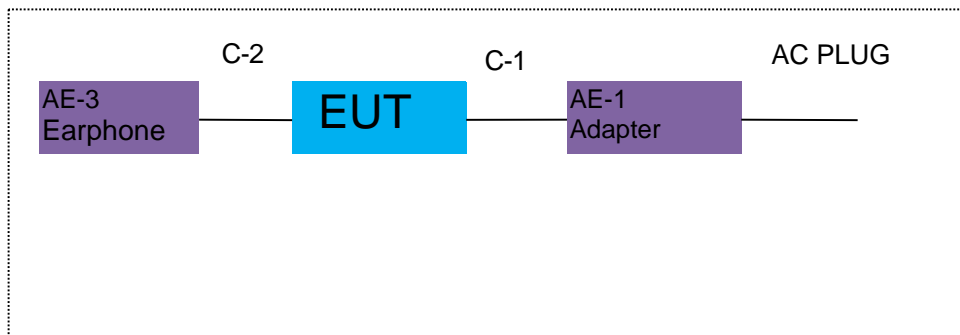 C-2
C-1
AC PLUG
AE-3
Earphone
EUT
AE-1
Adapter